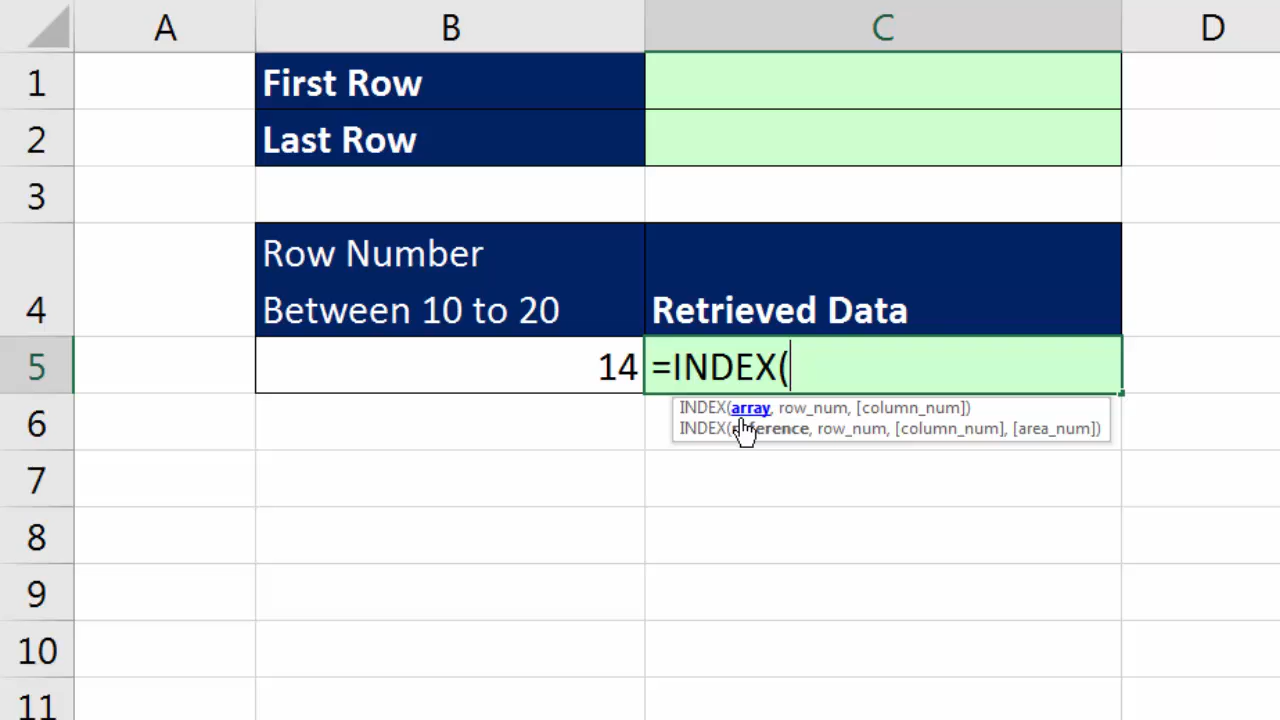 A B C D
1 First Row
2 Last Row
3
Row Number
4 Between 10 to 20 Retrieved Data
5 14 =INDEX(
INDEX(array, row_num, [column_num])
6 INDEX(reference, row_num, [column_num], [area_num])
7
8
9
10
11